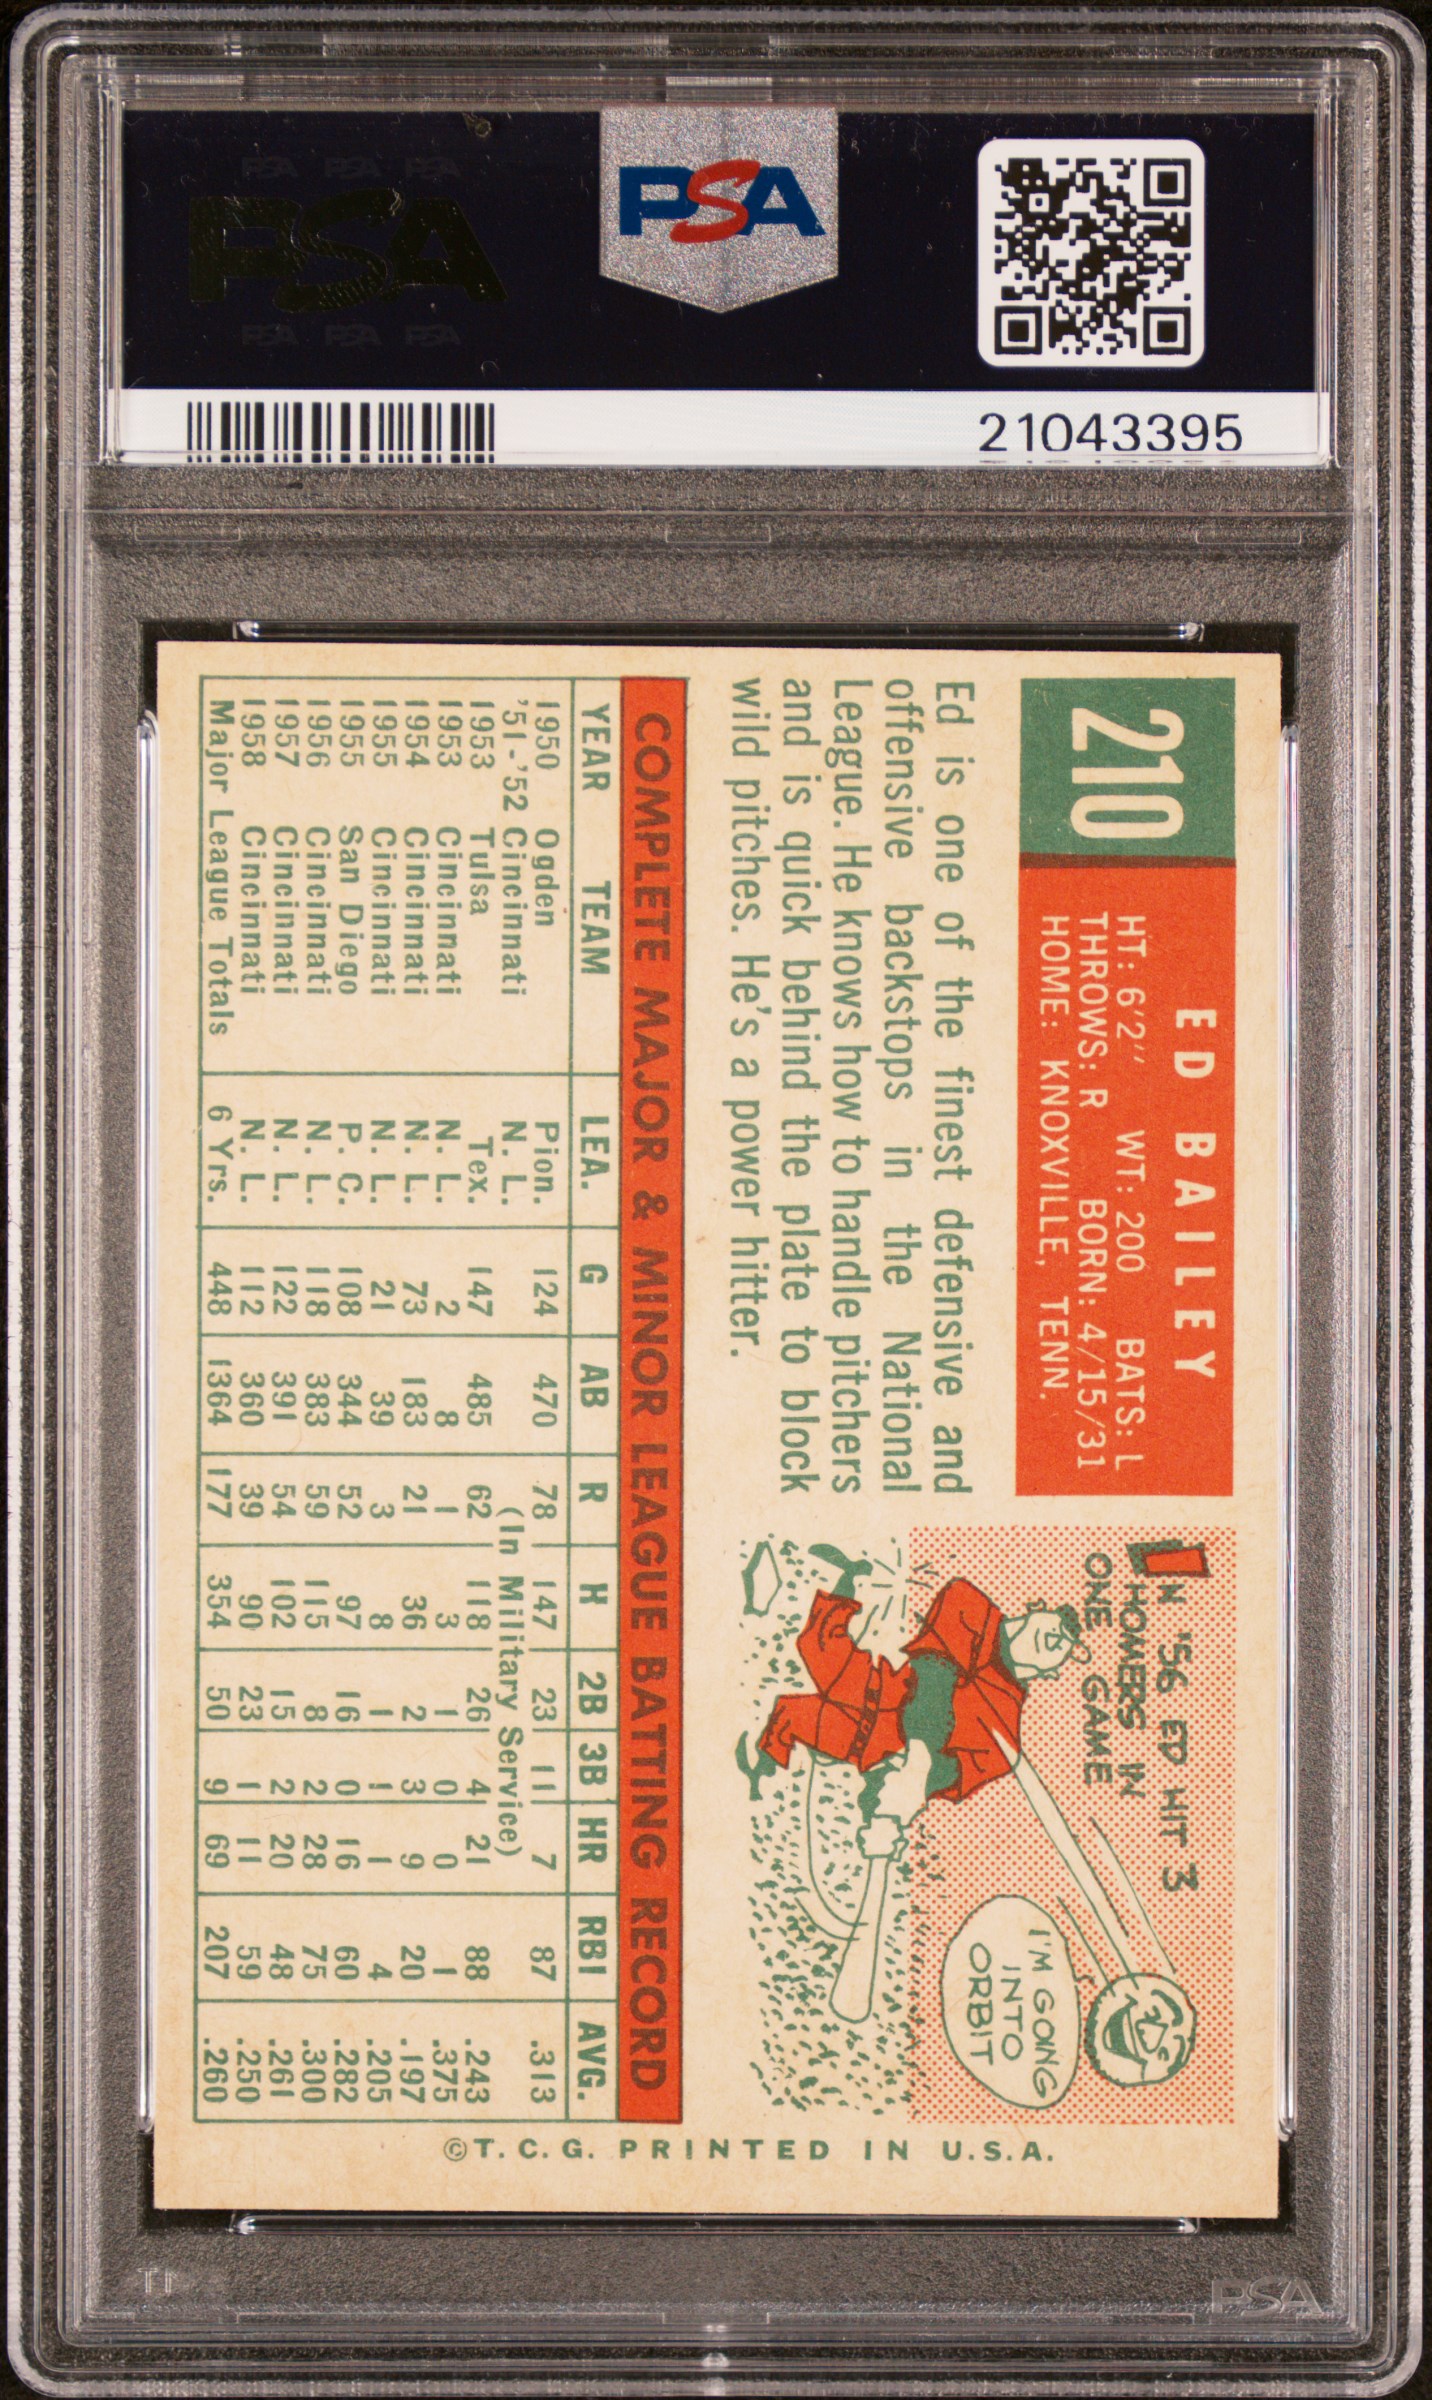 PSA PSA PSA
PSA
PSA PSA PSA
PSA
21043395
210
ED BAILEY
HT: 6'2" WT: 200 BATS: L
THROWS: R BORN: 4/15/31
HOME: KNOXVILLE, TENN.
Ed is one of the finest defensive and
offensive backstops in the National
League. He knows how to handle pitchers
and is quick behind the plate to block
wild pitches. He's a power hitter.
IN '56 ED HIT 3
HOMERS IN
ONE GAME
I'M GOING
INTO
ORBIT
COMPLETE MAJOR & MINOR LEAGUE BATTING RECORD
YEAR TEAM LEA. G AB R H 2B 3B HR RBI AVG.
1950 Ogden Pion. 124 470 78 147 23 11 7 87 .313
'51-'52 Cincinnati N. L. (In Military Service)
1953 Tulsa Tex. 147 485 62 118 26 4 21 88 .243
1953 Cincinnati N. L. 2 8 1 3 1 0 0 1 .375
1954 Cincinnati N. L. 73 183 21 36 2 3 9 20 .197
1955 Cincinnati N. L. 21 39 3 8 1 1 1 4 .205
1955 San Diego P. C. 108 344 52 97 16 0 16 60 .282
1956 Cincinnati N. L. 118 383 59 115 8 2 28 75 .300
1957 Cincinnati N. L. 122 391 54 102 15 2 20 48 .261
1958 Cincinnati N. L. 112 360 39 90 23 1 11 59 .250
Major League Totals 6 Yrs. 448 1364 177 354 50 9 69 207 .260
©T. C. G. PRINTED IN U.S.A.
PSA